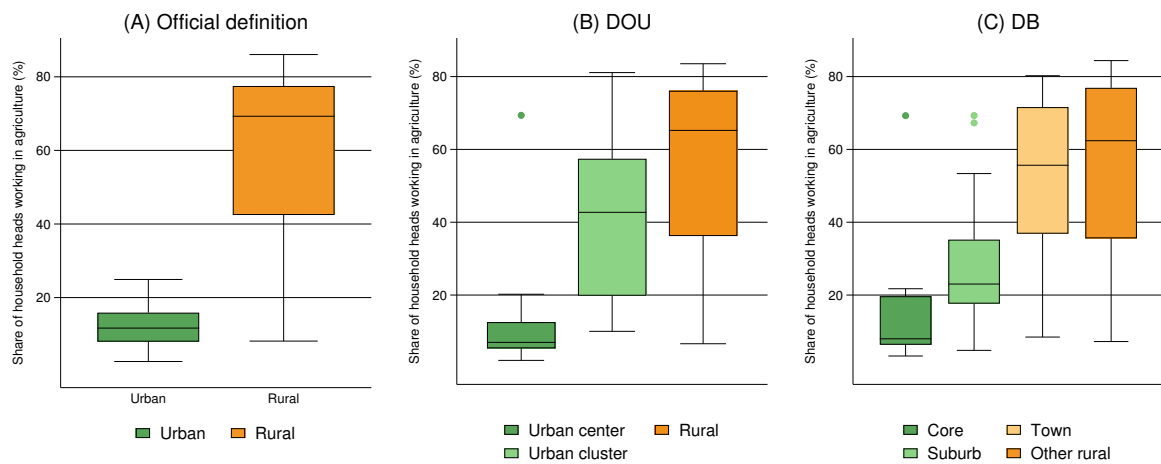 (A) Official definition
Share of household heads working in agriculture (%)
80
60
40
20
Urban
Rural
Urban
Rural
(B) DOU
Share of household heads working in agriculture (%)
80
60
40
20
Urban center
Rural
Urban cluster
(C) DB
Share of household heads working in agriculture (%)
80
60
40
20
Core
Town
Suburb
Other rural